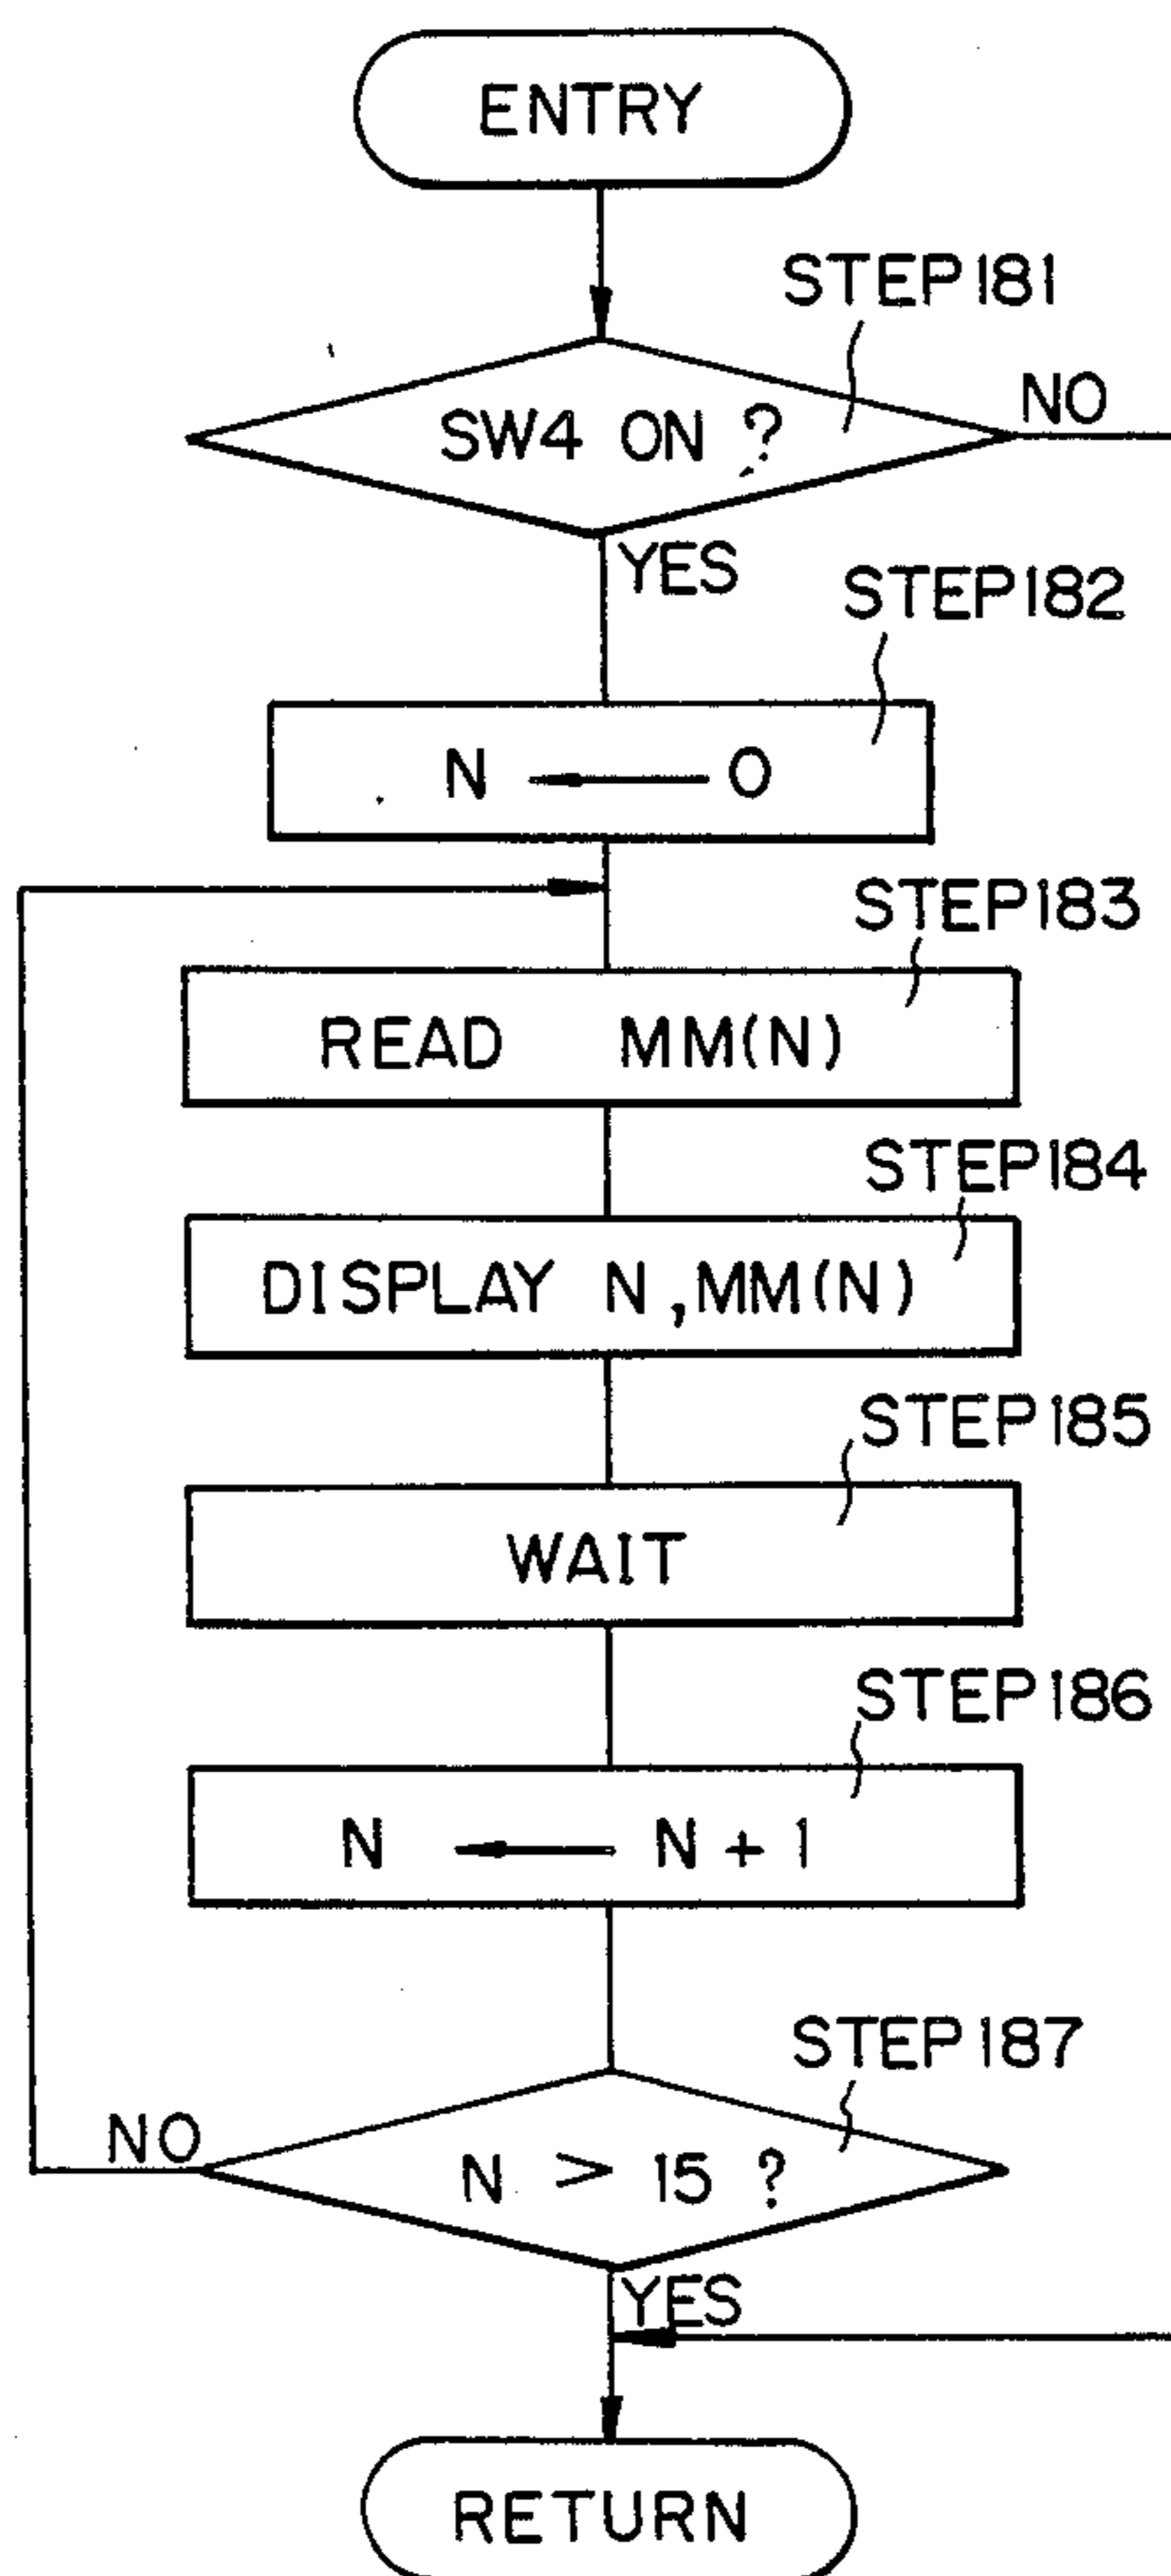 ENTRY
STEP181
SW4 ON ?
NO
YES
STEP182
N ← 0
STEP183
READ MM(N)
STEP184
DISPLAY N,MM(N)
STEP185
WAIT
STEP186
N ← N + 1
STEP187
NO
N > 15 ?
YES
RETURN